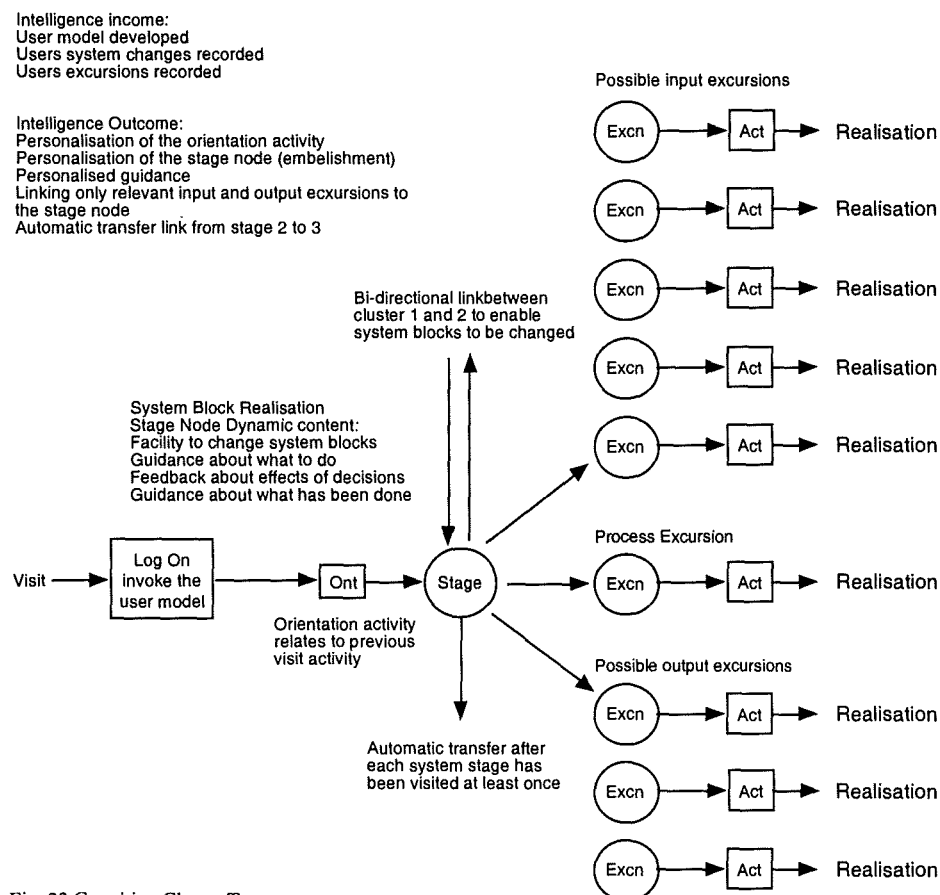 Intelligence income:
User model developed
Users system changes recorded
Users excursions recorded
Intelligence Outcome:
Personalisation of the orientation activity
Personalisation of the stage node (embelishment)
Personalised guidance
Linking only relevant input and output ecxursions to
the stage node
Automatic transfer link from stage 2 to 3
Possible input excursions
Excn Act Realisation
Excn Act Realisation
Excn Act Realisation
Excn Act Realisation
Excn Act Realisation
Bi-directional linkbetween
cluster 1 and 2 to enable
system blocks to be changed
System Block Realisation
Stage Node Dynamic content:
Facility to change system blocks
Guidance about what to do
Feedback about effects of decisions
Guidance about what has been done
Visit
Log On
invoke the
user model
Ont
Stage
Orientation activity
relates to previous
visit activity
Process Excursion
Excn Act Realisation
Possible output excursions
Excn Act Realisation
Excn Act Realisation
Excn Act Realisation
Automatic transfer after
each system stage has
been visited at least once